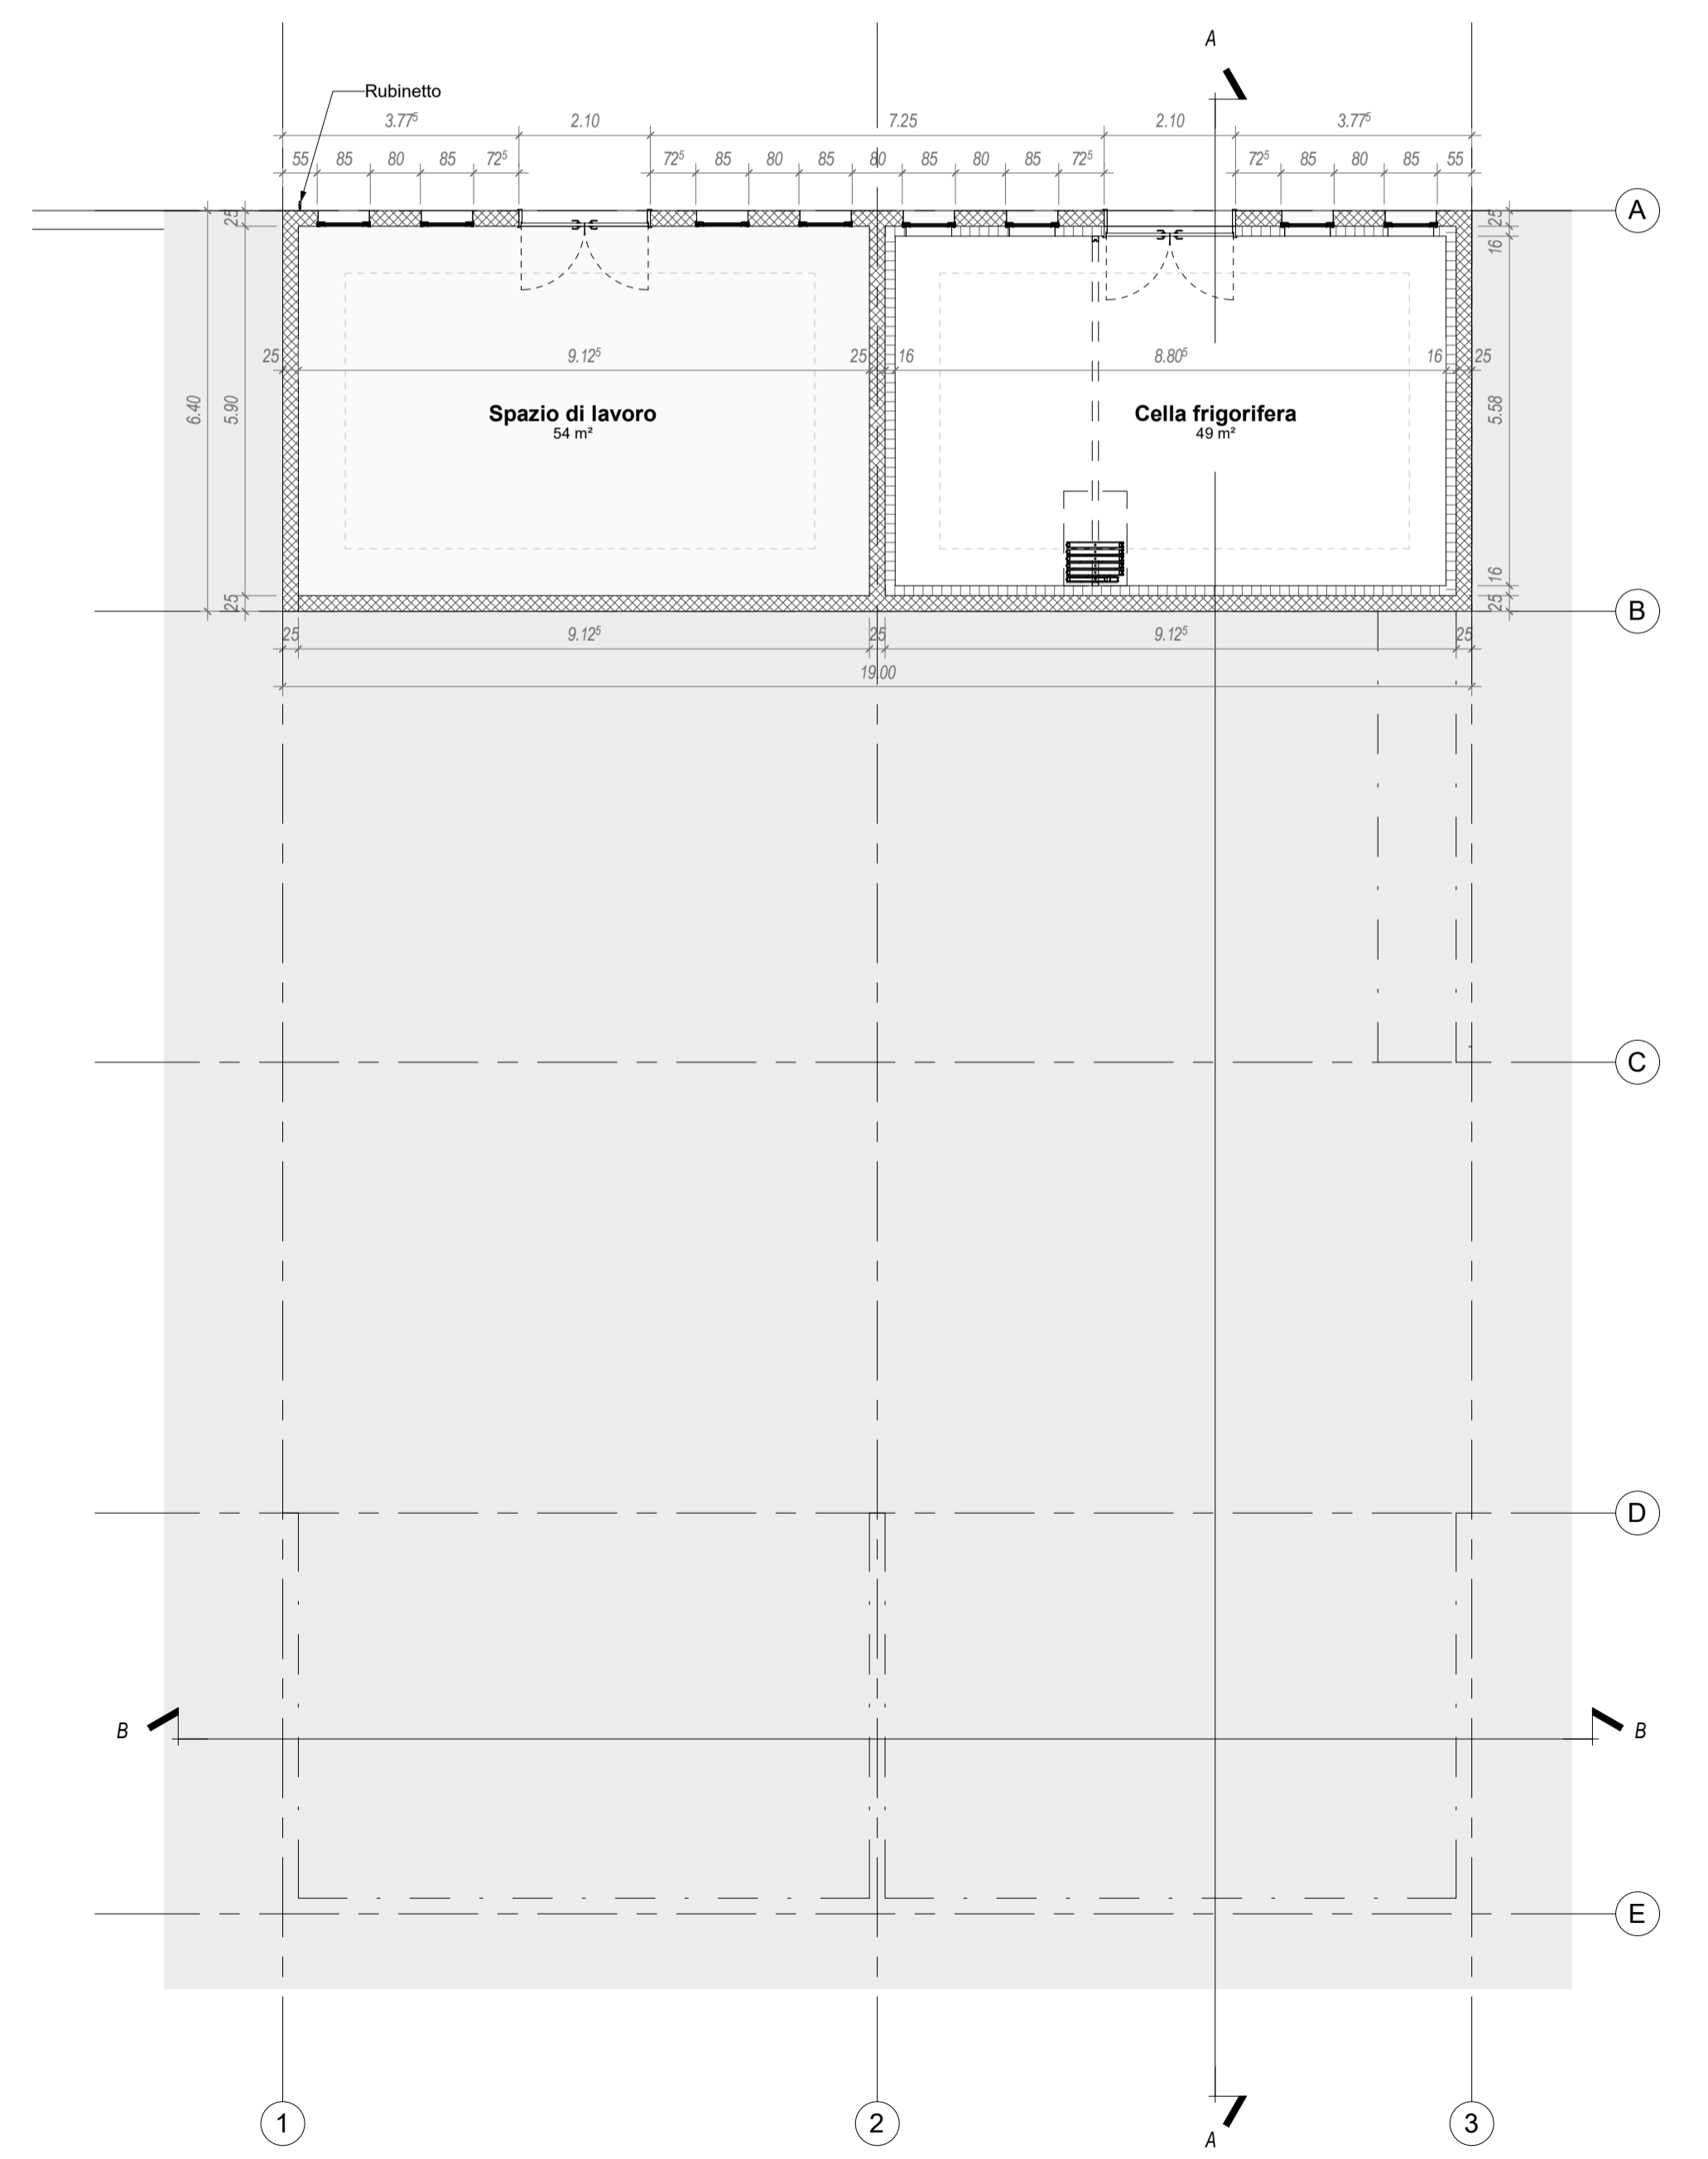 A
Rubinetto
3.77⁵ 2.10 7.25 2.10 3.77⁵
55 85 80 85 72⁵ 72⁵ 85 80 85 80 85 80 85 72⁵ 72⁵ 85 80 85 55
A
25 25
16
25 9.12⁵ 25 16 8.80⁵ 16 25
6.40 5.90 5.58
Spazio di lavoro
54 m²
Cella frigorifera
49 m²
16
25 25
B
25 9.12⁵ 25 9.12⁵ 25
19.00
C
D
B B
E
1 2 3
A